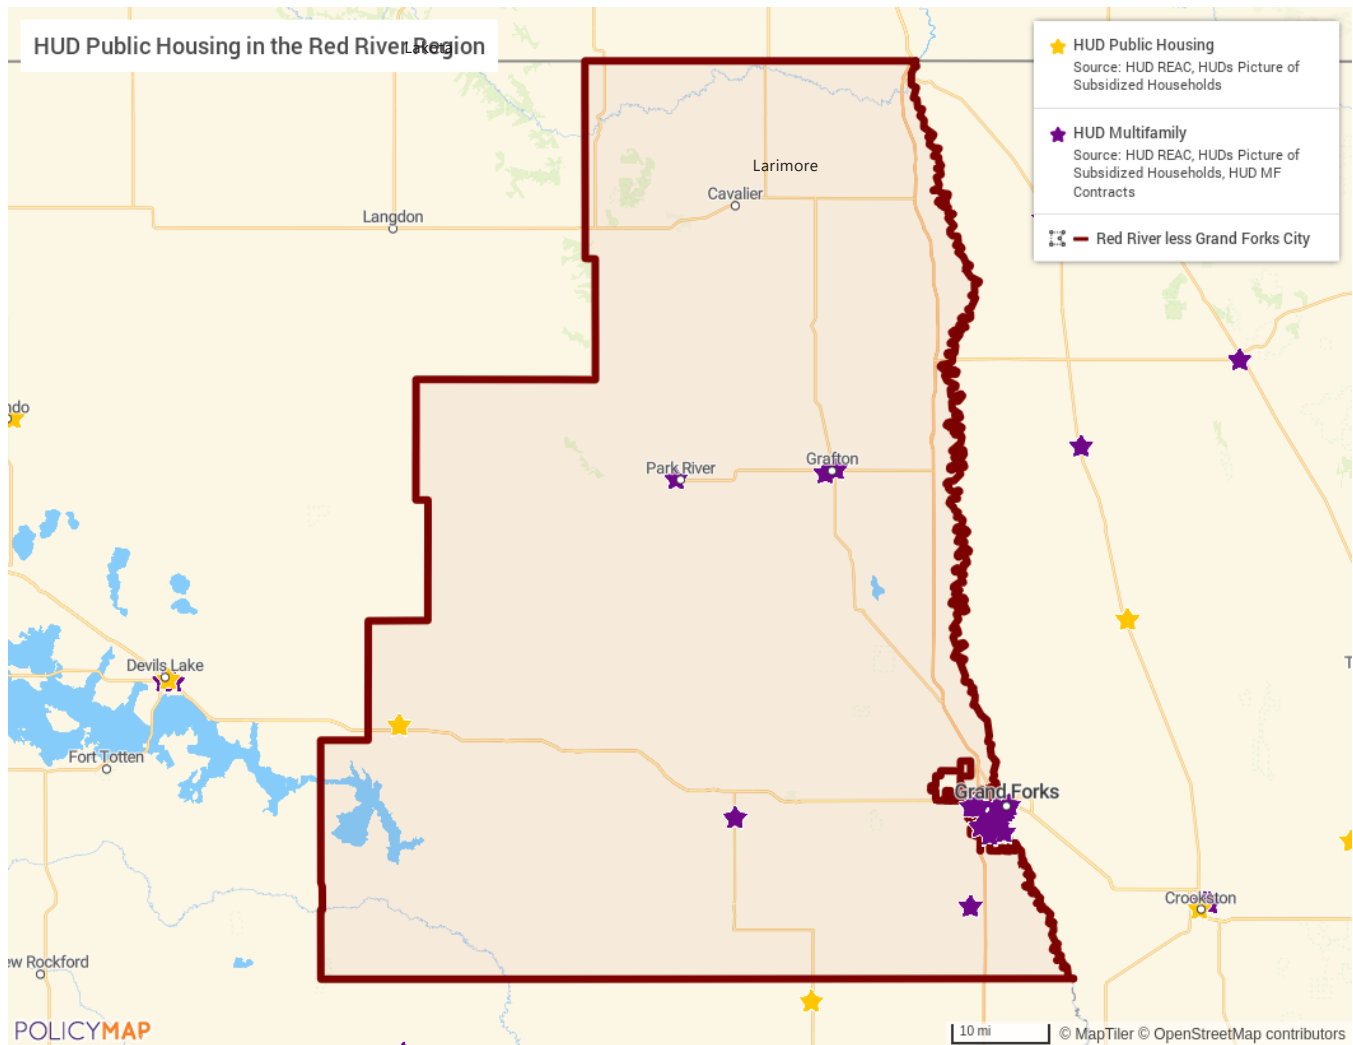 HUD Public Housing in the Red River Region
Lakota
HUD Public Housing
Source: HUD REAC, HUDs Picture of
Subsidized Households
HUD Multifamily
Source: HUD REAC, HUDs Picture of
Subsidized Households, HUD MF
Contracts
Red River less Grand Forks City
Larimore
Cavalier
Langdon
ndo
Park River
Grafton
Devils Lake
T
Fort Totten
Grand Forks
Crookston
ew Rockford
POLICYMAP
10 mi
© MapTiler © OpenStreetMap contributors